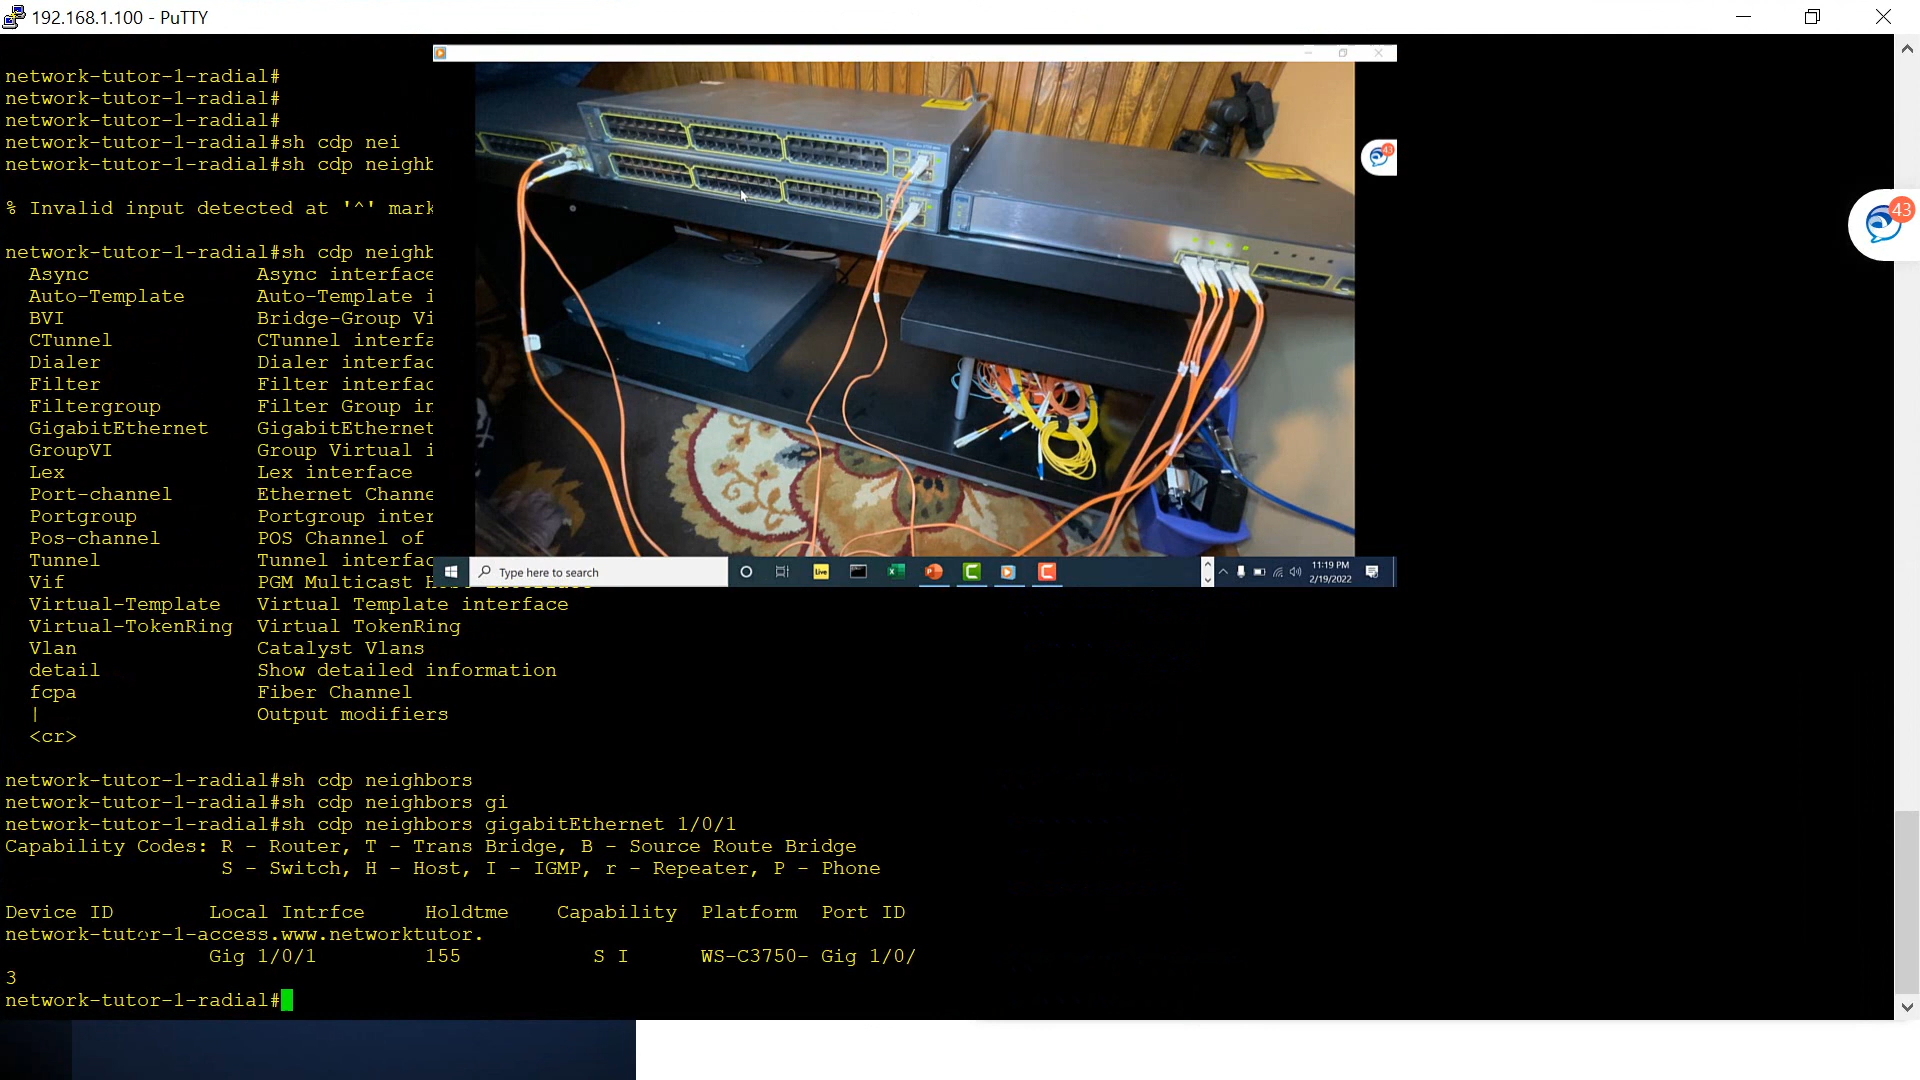 192.168.1.100 - PuTTY
network-tutor-1-radial#
network-tutor-1-radial#
network-tutor-1-radial#
network-tutor-1-radial#sh cdp nei
network-tutor-1-radial#sh cdp neighb
% Invalid input detected at '^' mark
network-tutor-1-radial#sh cdp neighb
Async Async interface
Auto-Template Auto-Template i
BVI Bridge-Group Vi
CTunnel CTunnel interfa
Dialer Dialer interfac
Filter Filter interfac
Filtergroup Filter Group in
GigabitEthernet GigabitEthernet
GroupVI Group Virtual i
Lex Lex interface
Port-channel Ethernet Channe
Portgroup Portgroup inter
Pos-channel POS Channel of
Tunnel Tunnel interfac
Vif PGM Multicast
Virtual-Template Virtual Template interface
Virtual-TokenRing Virtual TokenRing
Vlan Catalyst Vlans
detail Show detailed information
fcpa Fiber Channel
| Output modifiers
<cr>
network-tutor-1-radial#sh cdp neighbors
network-tutor-1-radial#sh cdp neighbors gi
network-tutor-1-radial#sh cdp neighbors gigabitEthernet 1/0/1
Capability Codes: R - Router, T - Trans Bridge, B - Source Route Bridge
S - Switch, H - Host, I - IGMP, r - Repeater, P - Phone
Device ID Local Intrfce Holdtme Capability Platform Port ID
network-tutor-1-access.www.networktutor.
Gig 1/0/1 155 S I WS-C3750- Gig 1/0/
3
network-tutor-1-radial#
43
43
Type here to search
Live
11:19 PM
2/19/2022